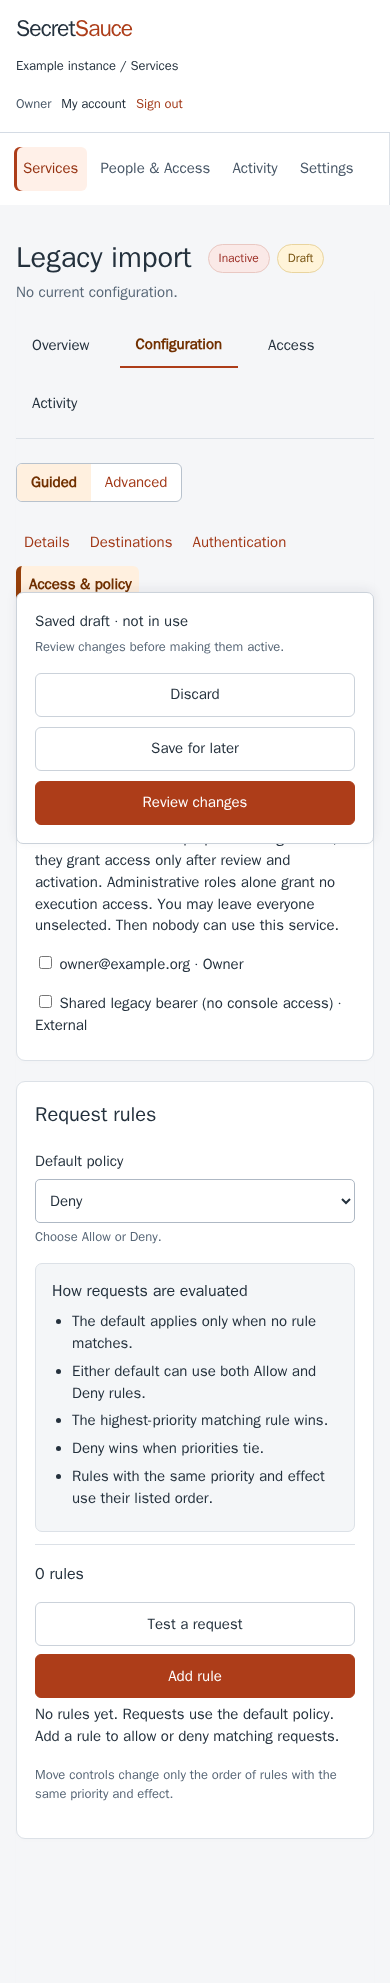 SecretSauce
Example instance / Services
Owner My account Sign out
Services People & Access Activity Settings
Legacy import Inactive Draft
No current configuration.
Overview Configuration Access
Activity
Guided Advanced
Details Destinations Authentication
Access & policy
Saved draft · not in use
Review changes before making them active.
Discard
Save for later
Review changes
they grant access only after review and
activation. Administrative roles alone grant no
execution access. You may leave everyone
unselected. Then nobody can use this service.
owner@example.org · Owner
Shared legacy bearer (no console access) ·
External
Request rules
Default policy
Deny
Choose Allow or Deny.
How requests are evaluated
• The default applies only when no rule
matches.
• Either default can use both Allow and
Deny rules.
• The highest-priority matching rule wins.
• Deny wins when priorities tie.
• Rules with the same priority and effect
use their listed order.
0 rules
Test a request
Add rule
No rules yet. Requests use the default policy.
Add a rule to allow or deny matching requests.
Move controls change only the order of rules with the
same priority and effect.